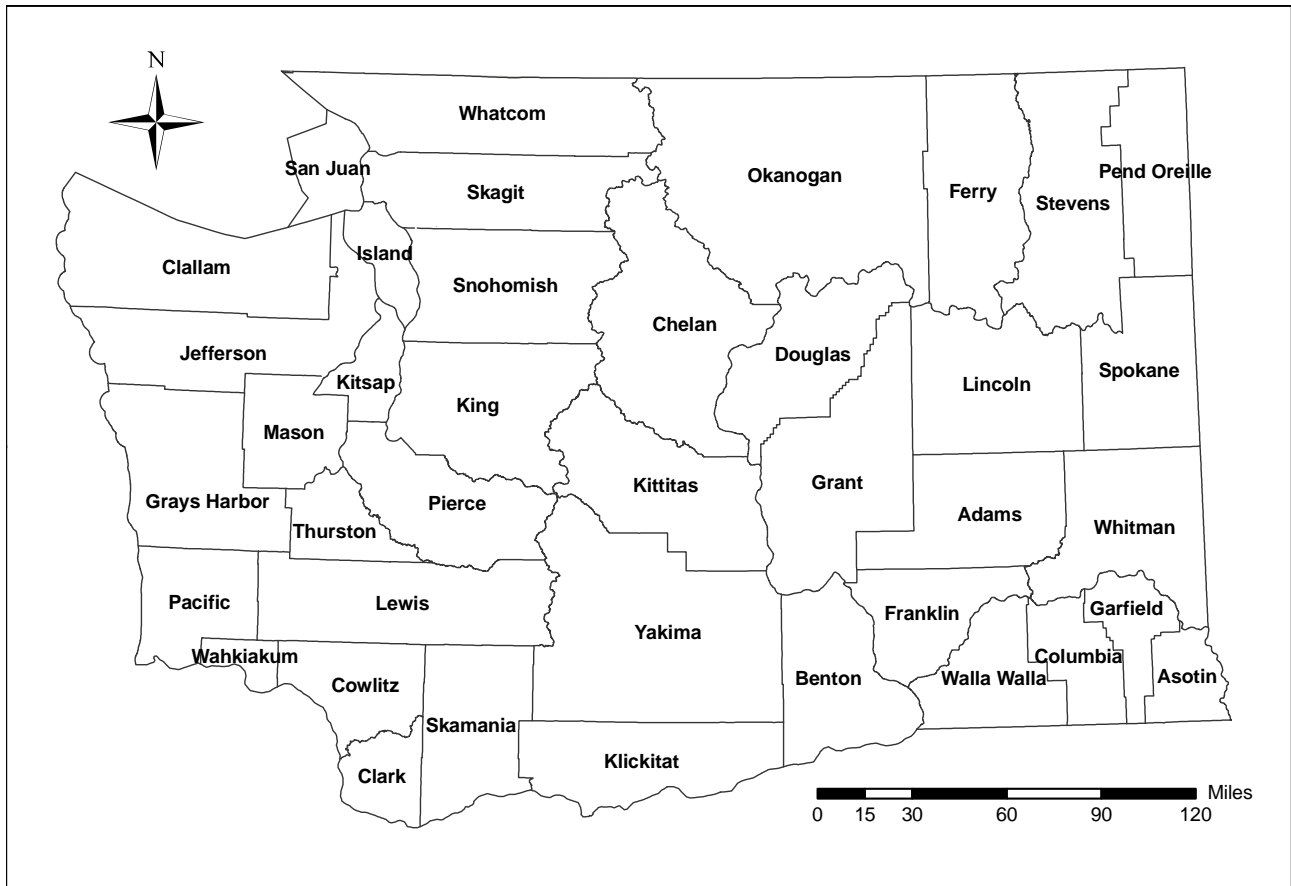 N
Whatcom
San Juan
Skagit
Okanogan
Ferry
Stevens
Pend Oreille
Clallam
Island
Snohomish
Chelan
Jefferson
Kitsap
King
Douglas
Lincoln
Spokane
Mason
Grays Harbor
Thurston
Pierce
Kittitas
Grant
Adams
Whitman
Pacific
Lewis
Yakima
Franklin
Garfield
Wahkiakum
Cowlitz
Skamania
Benton
Walla Walla
Columbia
Asotin
Clark
Klickitat
Miles
0 15 30 60 90 120